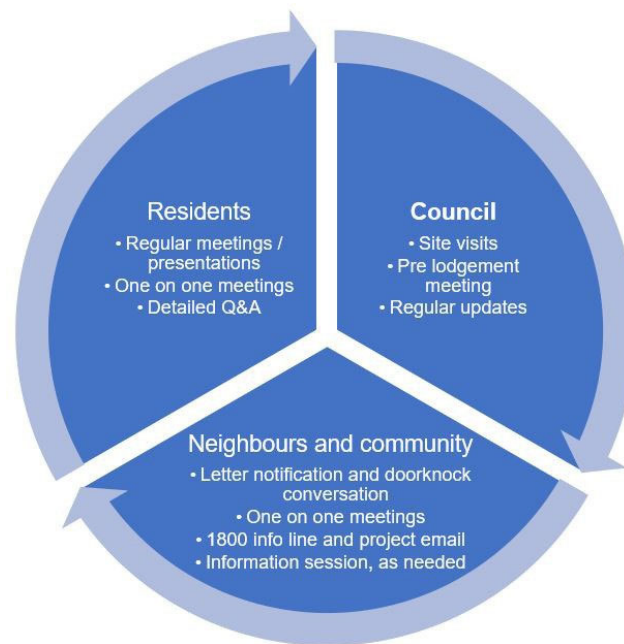 Residents
• Regular meetings /
presentations
• One on one meetings
• Detailed Q&A
Council
• Site visits
• Pre lodgement
meeting
• Regular updates
Neighbours and community
• Letter notification and doorknock
conversation
• One on one meetings
• 1800 info line and project email
• Information session, as needed